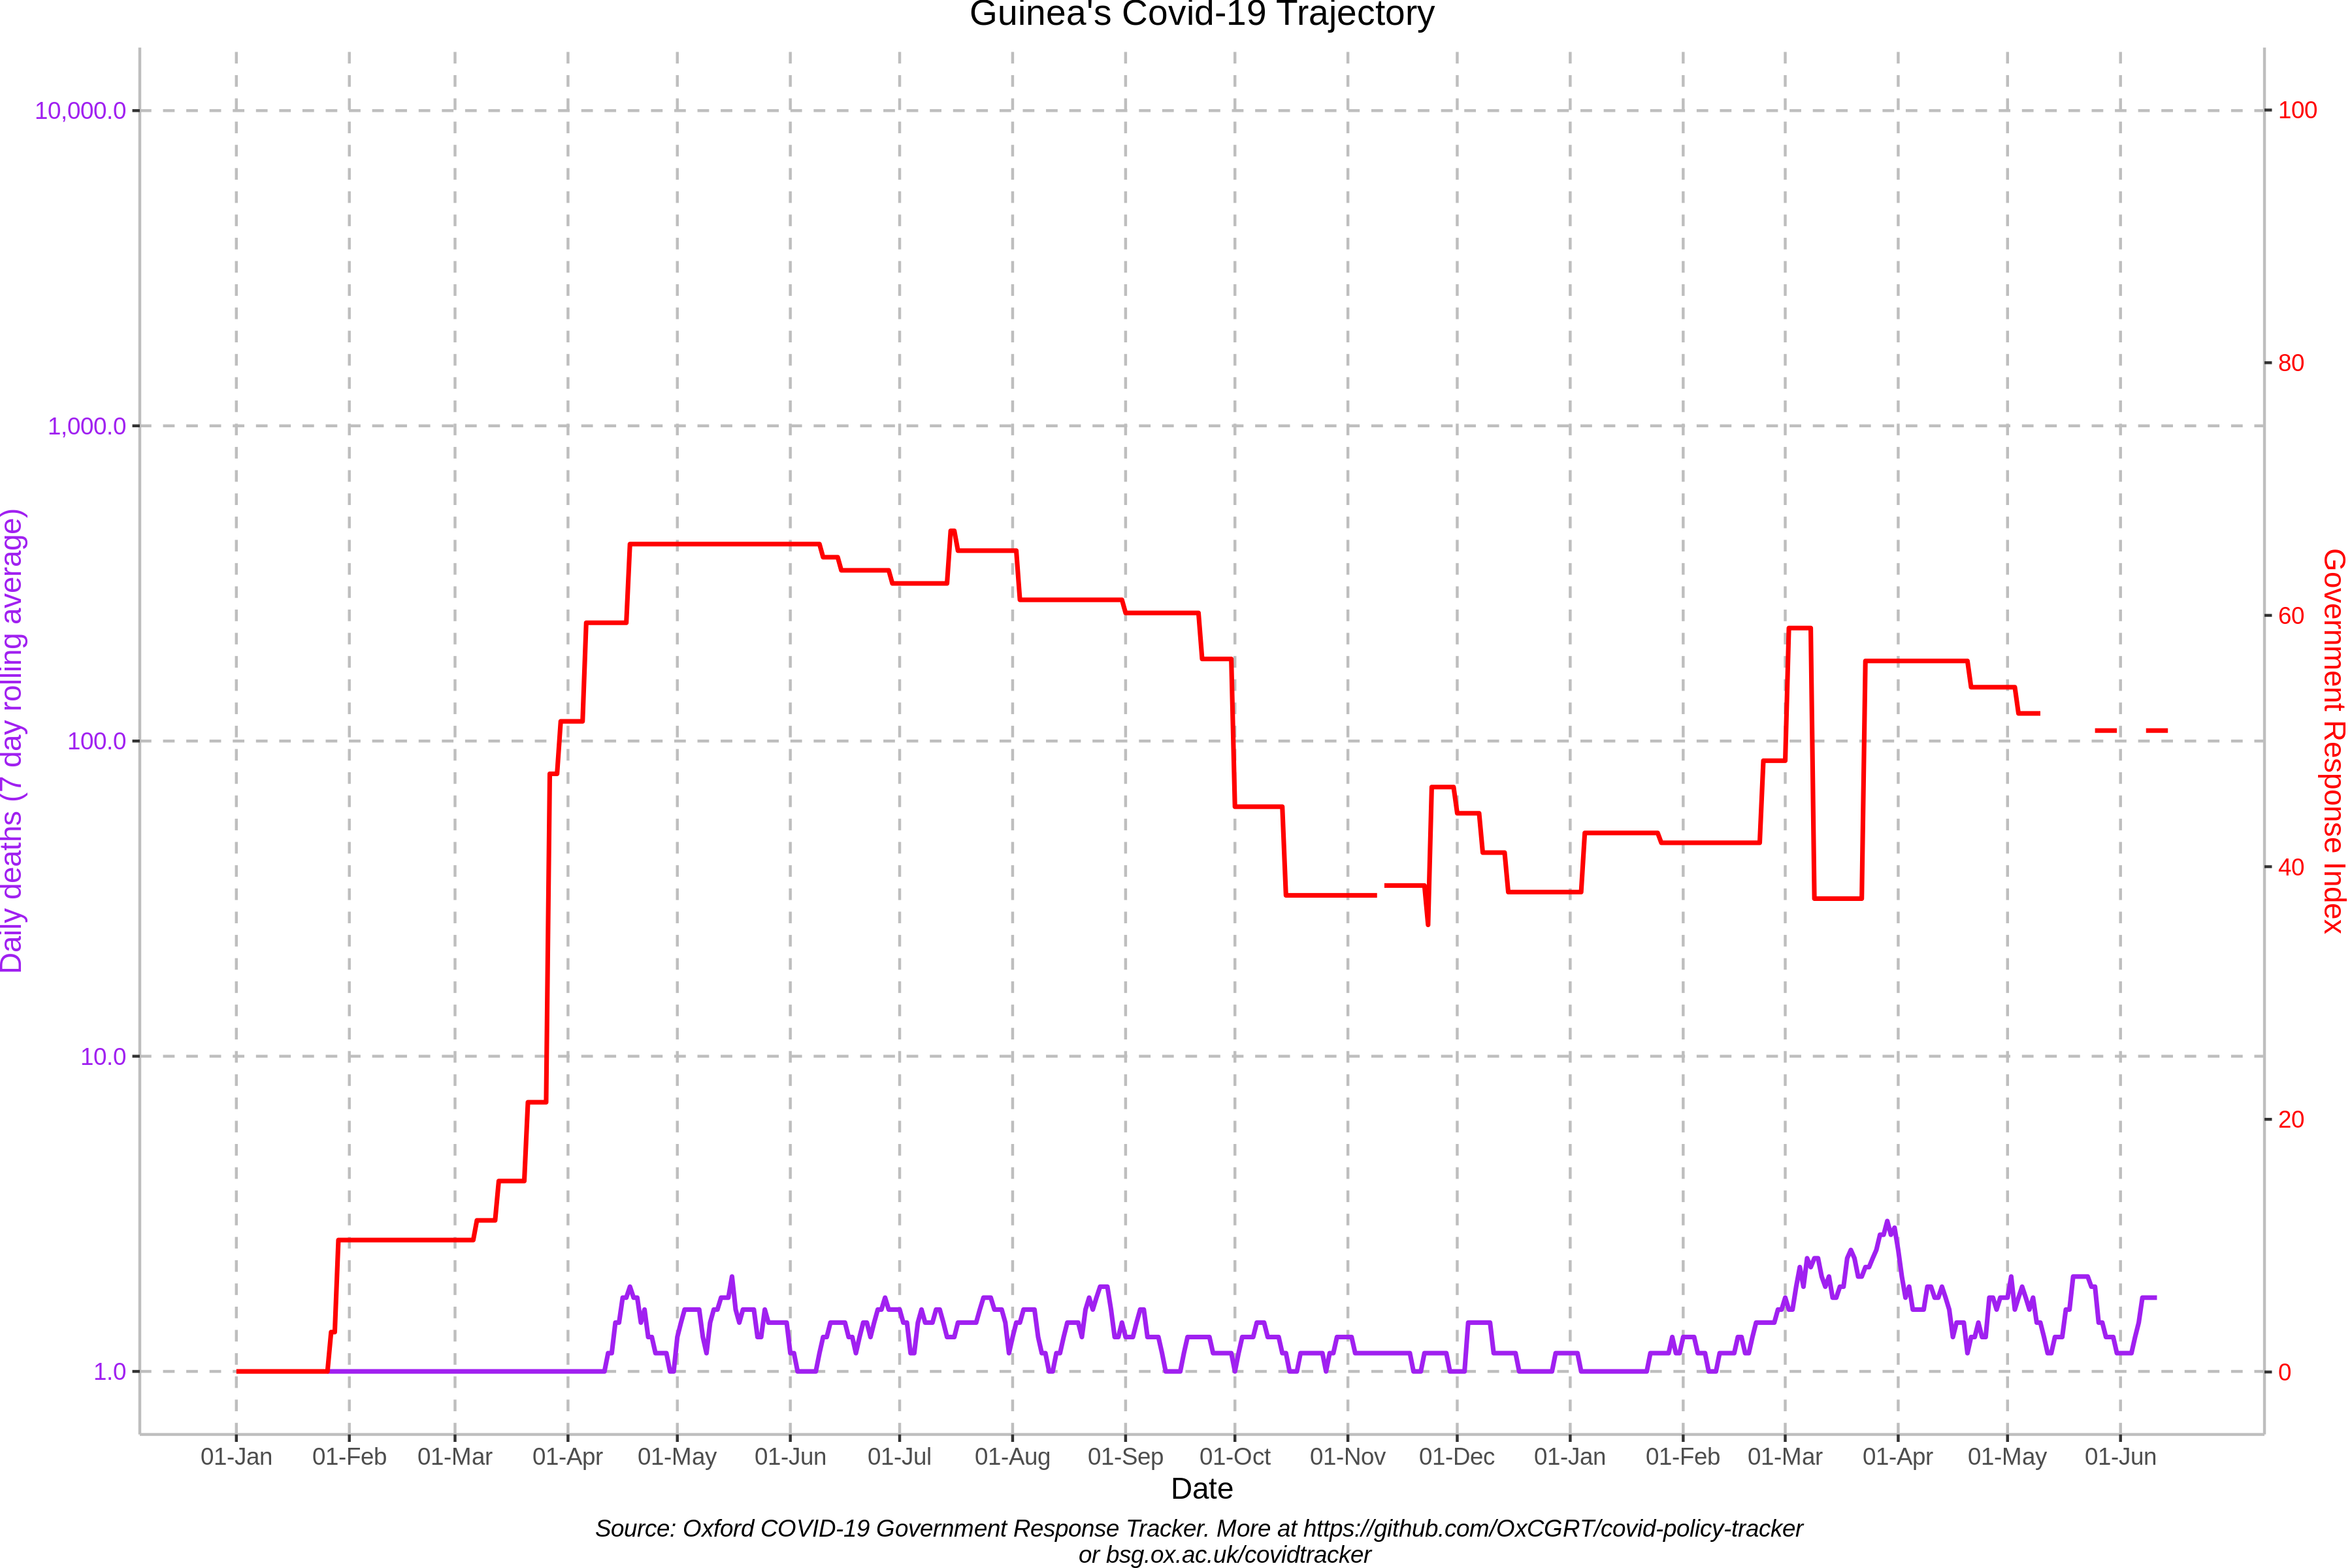 Guinea's Covid-19 Trajectory
10,000.0
1,000.0
100.0
10.0
1.0
Daily deaths (7 day rolling average)
100
80
60
40
20
0
Government Response Index
01-Jan 01-Feb 01-Mar 01-Apr 01-May 01-Jun 01-Jul 01-Aug 01-Sep 01-Oct 01-Nov 01-Dec 01-Jan 01-Feb 01-Mar 01-Apr 01-May 01-Jun
Date
Source: Oxford COVID-19 Government Response Tracker. More at https://github.com/OxCGRT/covid-policy-tracker
or bsg.ox.ac.uk/covidtracker